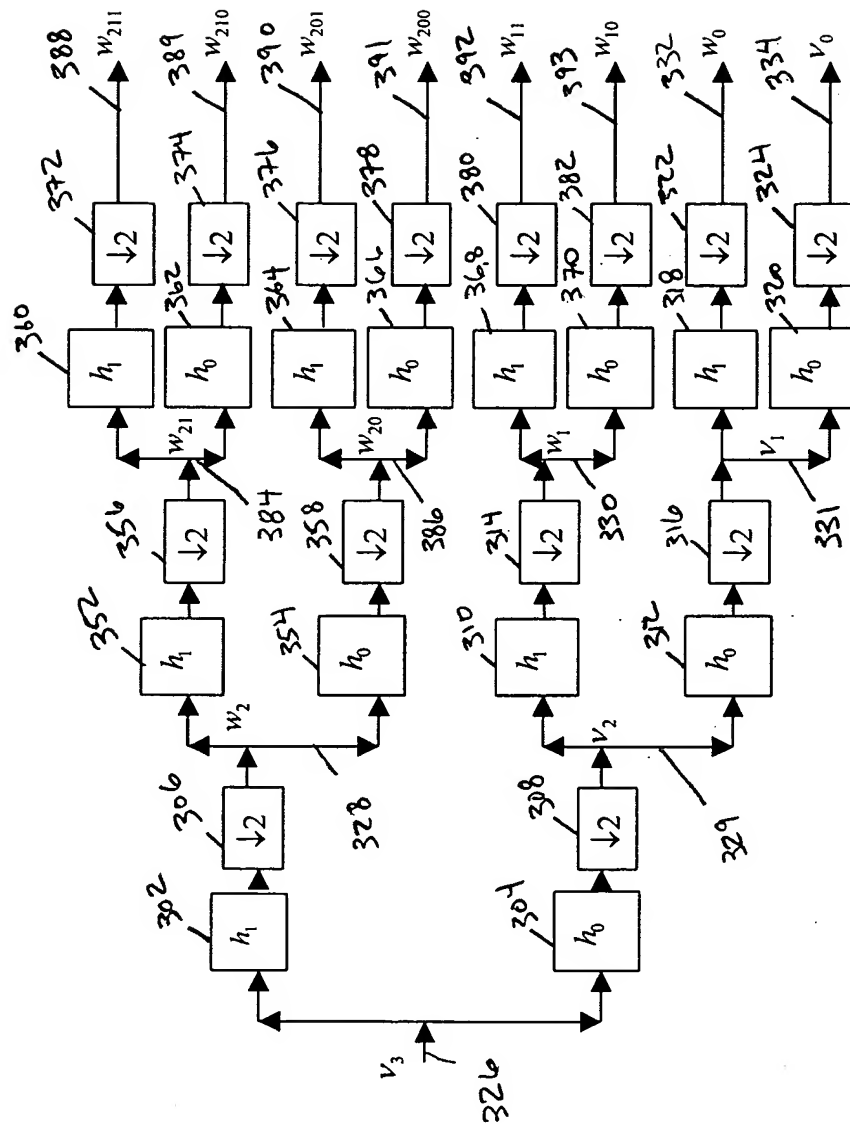 388
w₂₁₁
389
w₂₁₀
390
w₂₀₁
391
w₂₀₀
392
w₁₁
393
w₁₀
332
w₀
334
v₀
372
↓2
374
↓2
376
↓2
378
↓2
380
↓2
382
↓2
322
↓2
324
↓2
360
h₁
362
h₀
364
h₁
366
h₀
368
h₁
370
h₀
318
h₁
320
h₀
w₂₁
384
w₂₀
386
w₁
330
v₁
331
356
↓2
358
↓2
314
↓2
316
↓2
352
h₁
354
h₀
310
h₁
312
h₀
w₂
328
v₂
329
306
↓2
308
↓2
302
h₁
304
h₀
v₃
326